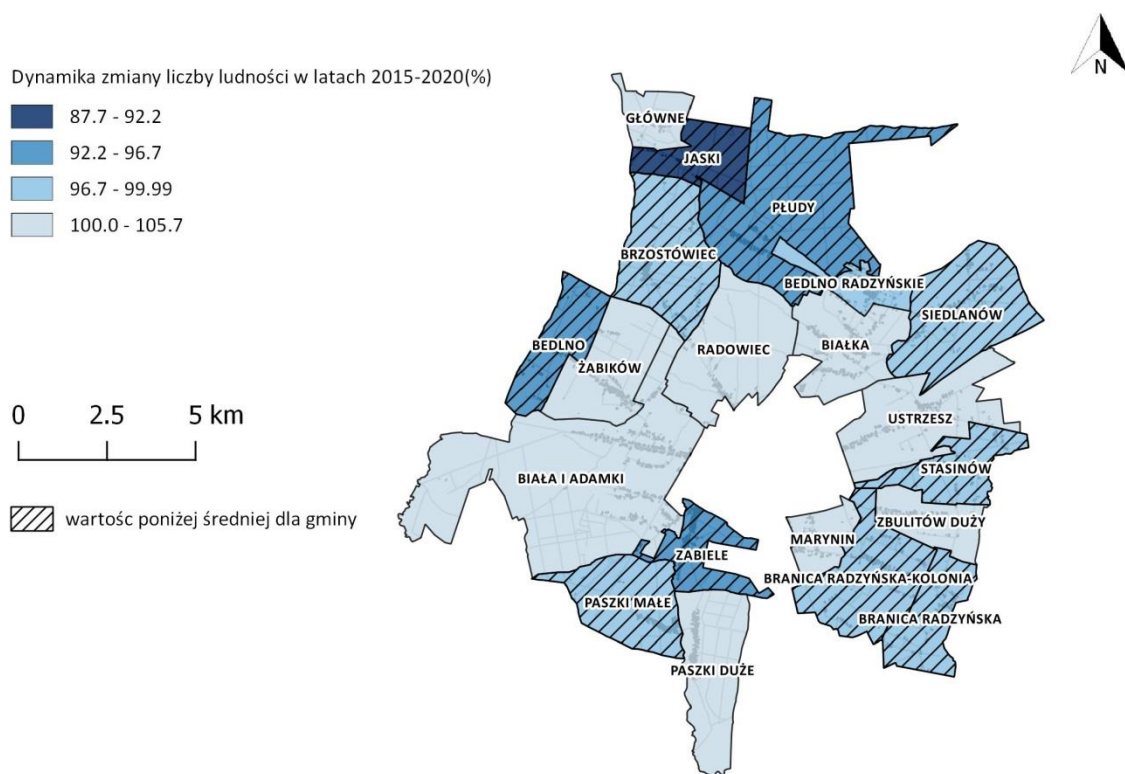 Dynamika zmiany liczby ludności w latach 2015-2020(%)
87.7 - 92.2
92.2 - 96.7
96.7 - 99.99
100.0 - 105.7
0 2.5 5 km
wartośc poniżej średniej dla gminy
N
GŁÓWNE
JASKI
PŁUDY
BRZOSTÓWIEC
BEDLNO RADZYŃSKIE
SIEDLANÓW
BEDLNO
ŻABIKÓW
RADOWIEC
BIAŁKA
USTRZESZ
STASINÓW
BIAŁA I ADAMKI
ZBULITÓW DUŻY
MARYNIN
ZABIELE
BRANICA RADZYŃSKA-KOLONIA
PASZKI MAŁE
BRANICA RADZYŃSKA
PASZKI DUŻE